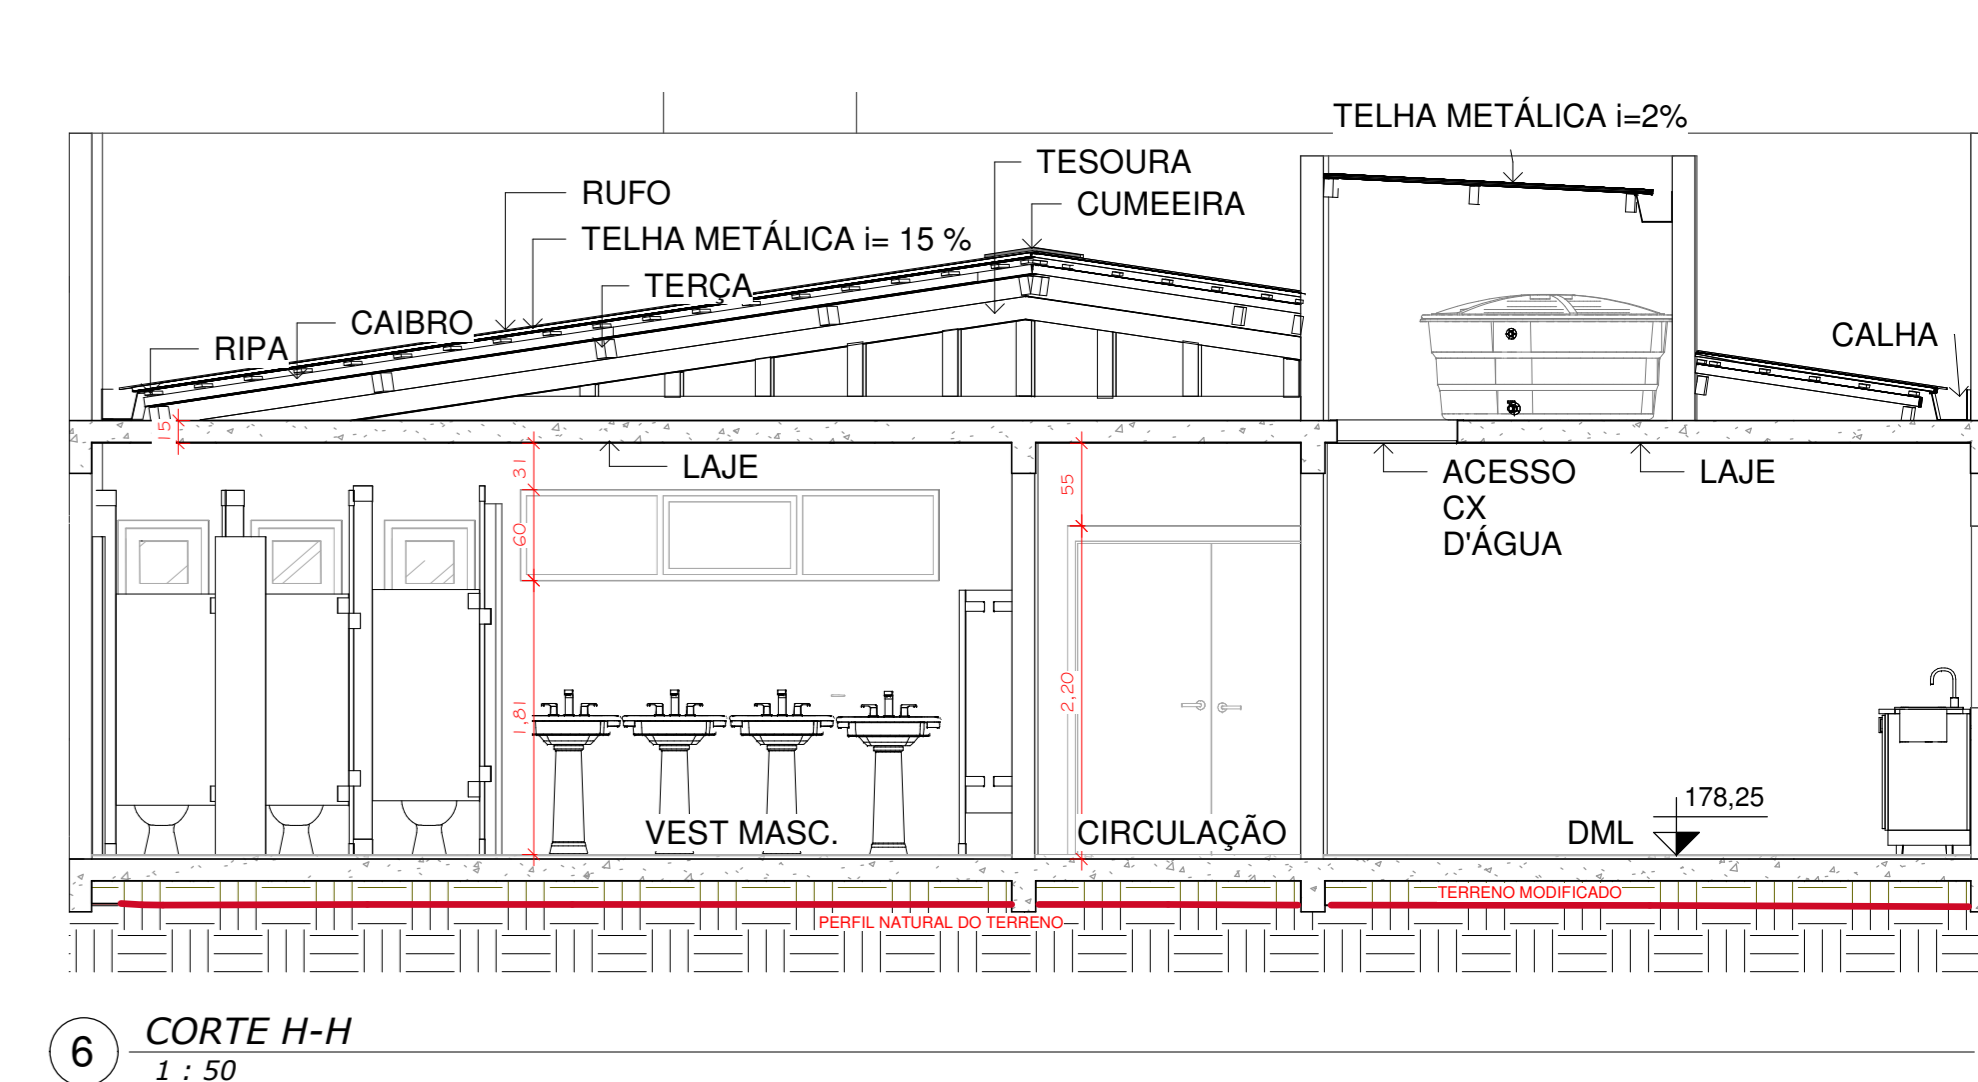 TELHA METÁLICA i=2%
TESOURA
RUFO
CUMEEIRA
TELHA METÁLICA i= 15 %
TERÇA
CAIBRO
RIPA
CALHA
15
31
LAJE
55
ACESSO
CX
D'ÁGUA
LAJE
60
2,20
1,81
178,25
VEST MASC.
CIRCULAÇÃO
DML
TERRENO MODIFICADO
PERFIL NATURAL DO TERRENO
6
CORTE H-H
1 : 50